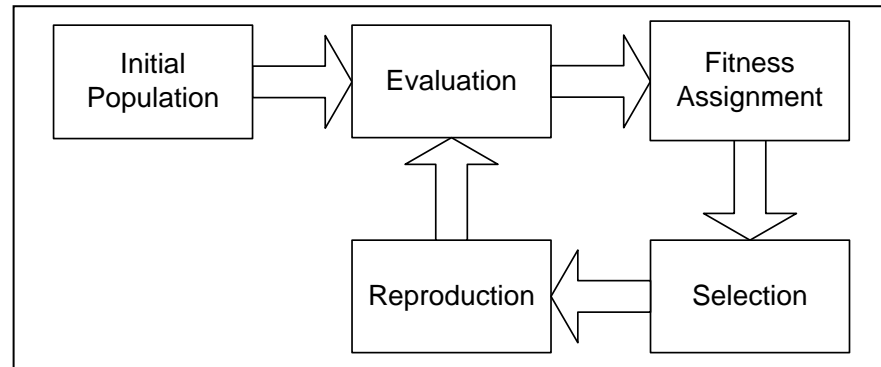 Initial
Population
Evaluation
Fitness
Assignment
Reproduction
Selection